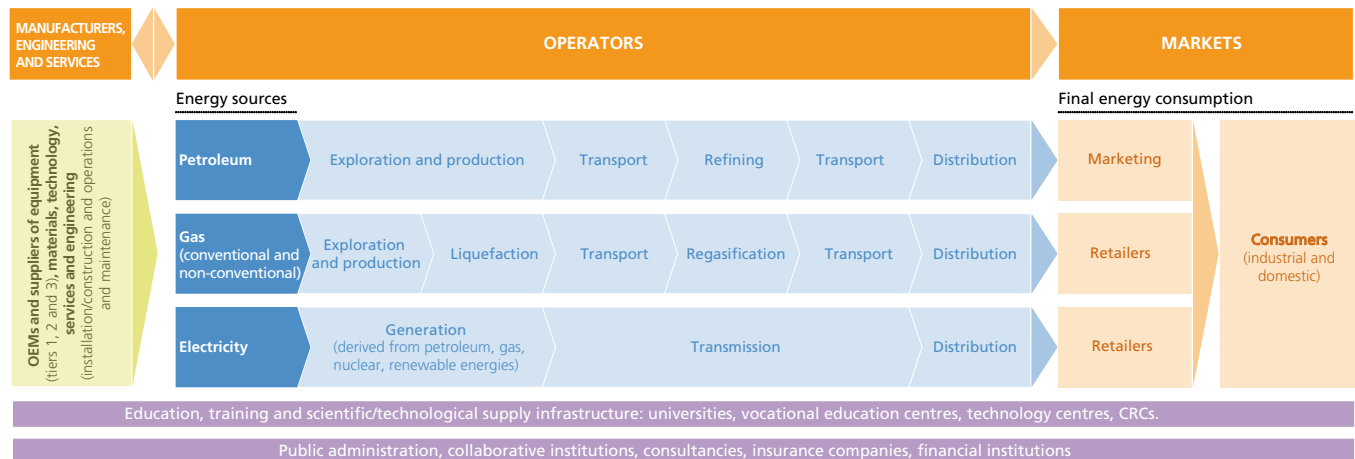 MANUFACTURERS,
ENGINEERING
AND SERVICES
OPERATORS
MARKETS
Energy sources
Final energy consumption
OEMs and suppliers of equipment
(tiers 1, 2 and 3), materials, technology,
services and engineering
(installation/construction and operations
and maintenance)
Petroleum
Exploration and production
Transport
Refining
Transport
Distribution
Marketing
Gas
(conventional and
non-conventional)
Exploration
and production
Liquefaction
Transport
Regasification
Transport
Distribution
Retailers
Electricity
Generation
(derived from petroleum, gas,
nuclear, renewable energies)
Transmission
Distribution
Retailers
Consumers
(industrial and
domestic)
Education, training and scientific/technological supply infrastructure: universities, vocational education centres, technology centres, CRCs.
Public administration, collaborative institutions, consultancies, insurance companies, financial institutions